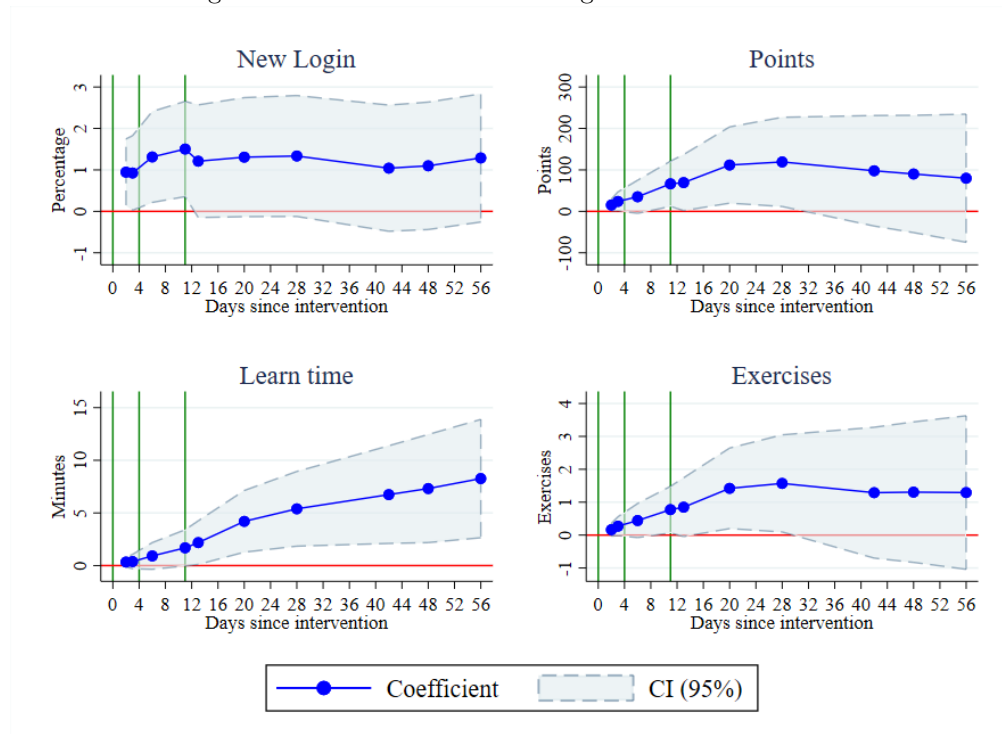 New Login
Percentage
3
2
1
0
-1
0 4 8 12 16 20 24 28 32 36 40 44 48 52 56
Days since intervention
Points
Points
300
200
100
0
-100
0 4 8 12 16 20 24 28 32 36 40 44 48 52 56
Days since intervention
Learn time
Minutes
15
10
5
0
0 4 8 12 16 20 24 28 32 36 40 44 48 52 56
Days since intervention
Exercises
Exercises
4
3
2
1
0
-1
0 4 8 12 16 20 24 28 32 36 40 44 48 52 56
Days since intervention
Coefficient
CI (95%)